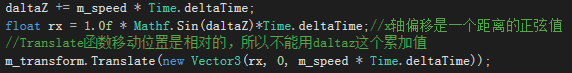 daltaZ += m_speed * Time.deltaTime;
float rx = 1.0f * Mathf.Sin(daltaZ)*Time.deltaTime;//x轴偏移是一个距离的正弦值
//Translate函数移动位置是相对的，所以不能用daltaz这个累加值
m_transform.Translate(new Vector3(rx, 0, m_speed * Time.deltaTime));